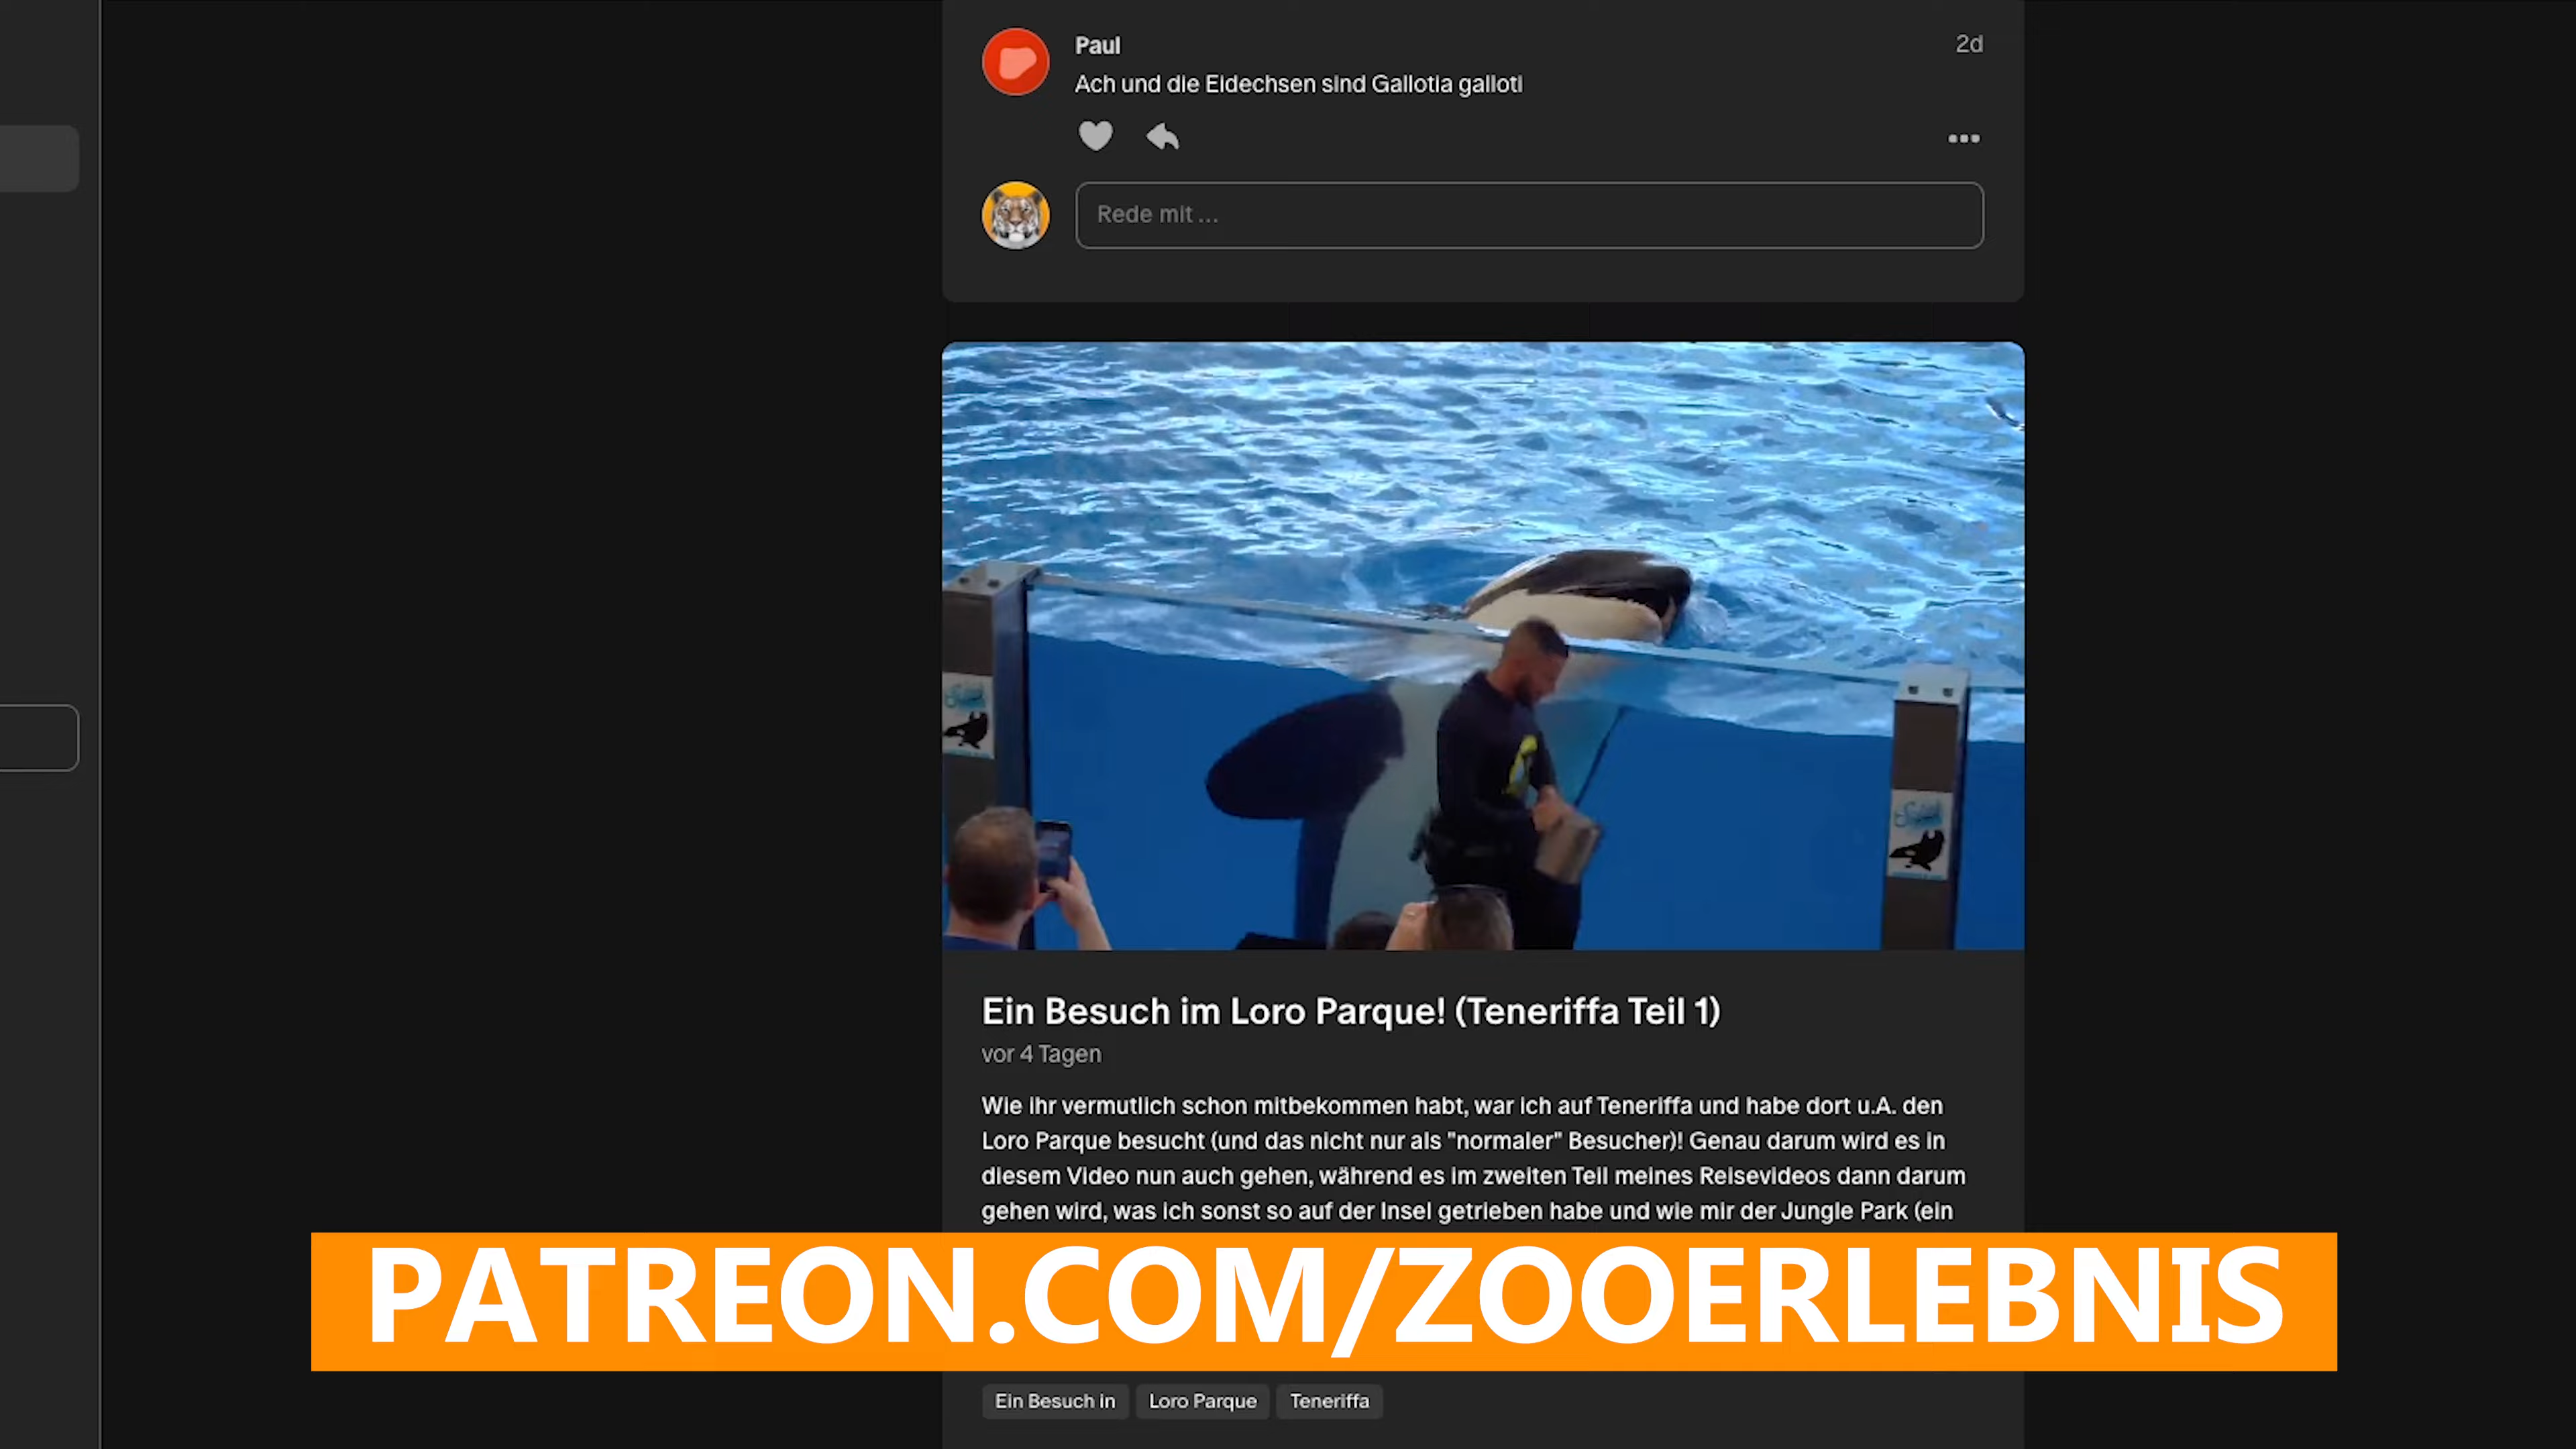 Paul
2d
Ach und die Eidechsen sind Gallotia galloti
Rede mit ...
Ein Besuch im Loro Parque! (Teneriffa Teil 1)
vor 4 Tagen
Wie ihr vermutlich schon mitbekommen habt, war ich auf Teneriffa und habe dort u.A. den
Loro Parque besucht (und das nicht nur als "normaler" Besucher)! Genau darum wird es in
diesem Video nun auch gehen, während es im zweiten Teil meines Reisevideos dann darum
gehen wird, was ich sonst so auf der Insel getrieben habe und wie mir der Jungle Park (ein
PATREON.COM/ZOOERLEBNIS
Ein Besuch in
Loro Parque
Teneriffa